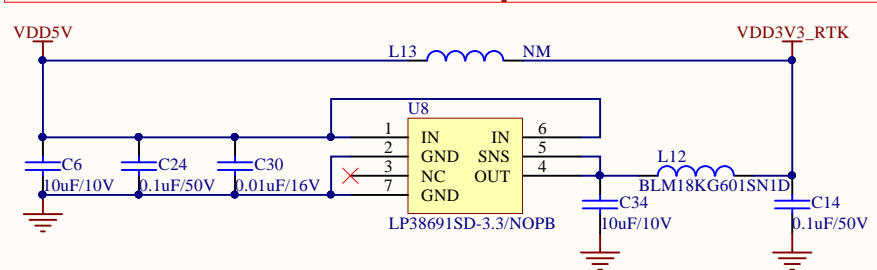 VDD5V
VDD3V3_RTK
L13
NM
U8
1
IN
IN
6
2
GND
SNS
5
3
NC
OUT
4
7
GND
C6
10uF/10V
C24
0.1uF/50V
C30
0.01uF/16V
L12
BLM18KG601SN1D
LP38691SD-3.3/NOPB
C34
10uF/10V
C14
0.1uF/50V